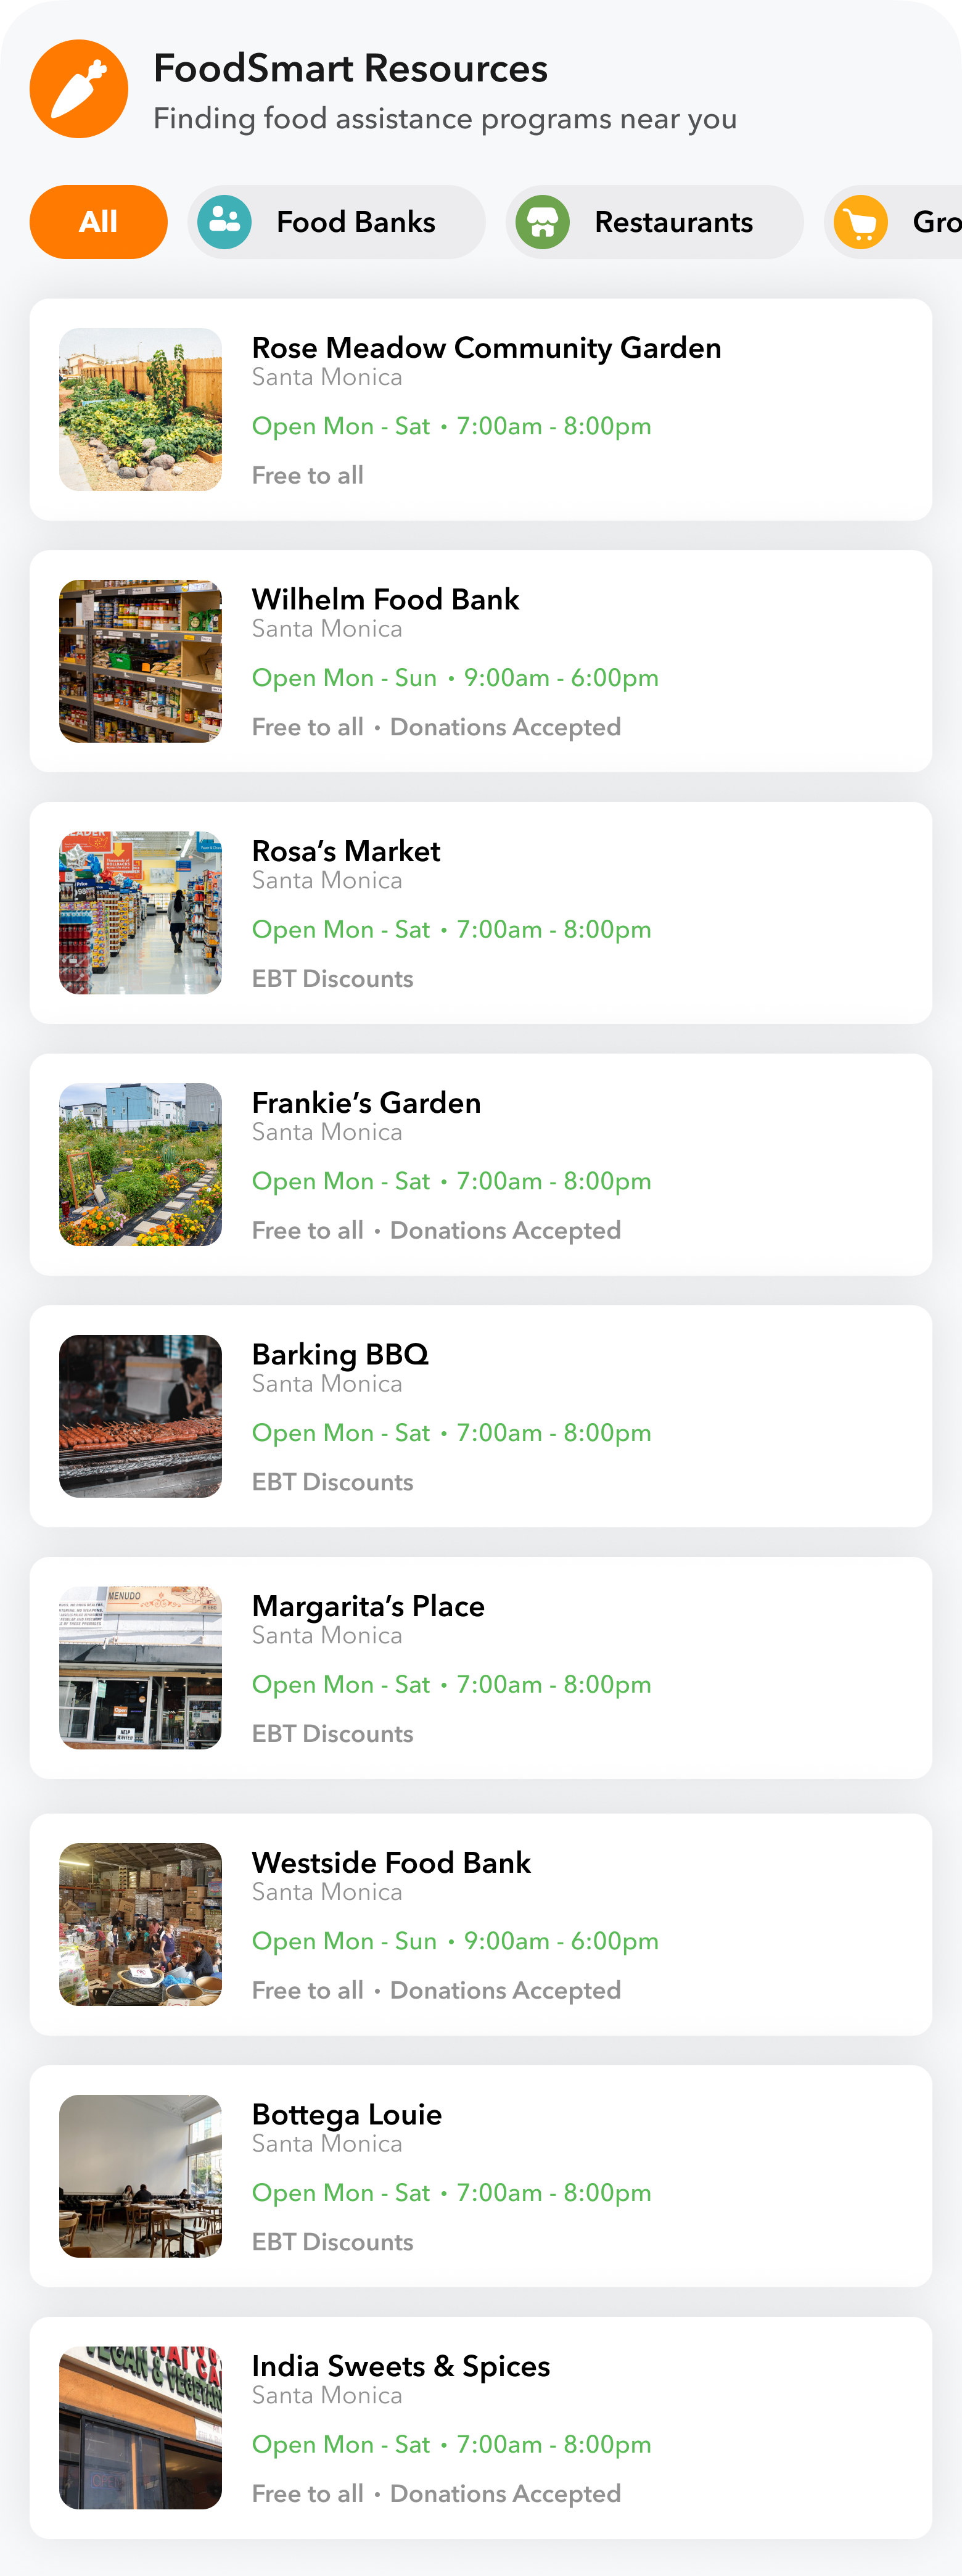 FoodSmart Resources
Finding food assistance programs near you
All
Food Banks
Restaurants
Gro
Rose Meadow Community Garden
Santa Monica
Open Mon - Sat • 7:00am - 8:00pm
Free to all
Wilhelm Food Bank
Santa Monica
Open Mon - Sun • 9:00am - 6:00pm
Free to all • Donations Accepted
Rosa’s Market
Santa Monica
Open Mon - Sat • 7:00am - 8:00pm
EBT Discounts
Frankie’s Garden
Santa Monica
Open Mon - Sat • 7:00am - 8:00pm
Free to all • Donations Accepted
Barking BBQ
Santa Monica
Open Mon - Sat • 7:00am - 8:00pm
EBT Discounts
MENUDO
Margarita’s Place
Santa Monica
Open Mon - Sat • 7:00am - 8:00pm
EBT Discounts
Westside Food Bank
Santa Monica
Open Mon - Sun • 9:00am - 6:00pm
Free to all • Donations Accepted
Bottega Louie
Santa Monica
Open Mon - Sat • 7:00am - 8:00pm
EBT Discounts
VEGAN & VEGETAR
India Sweets & Spices
Santa Monica
Open Mon - Sat • 7:00am - 8:00pm
Free to all • Donations Accepted